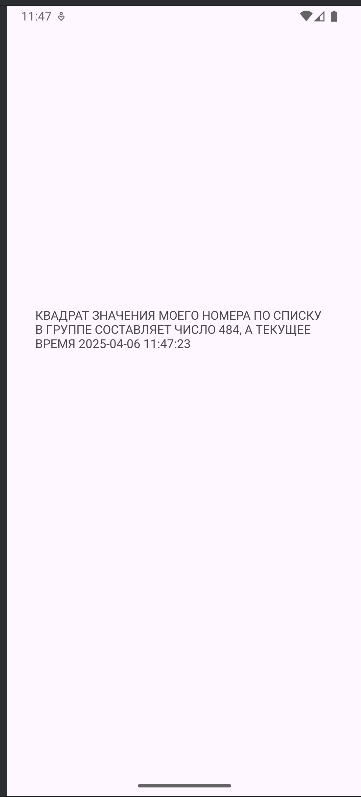 11:47
КВАДРАТ ЗНАЧЕНИЯ МОЕГО НОМЕРА ПО СПИСКУ
В ГРУППЕ СОСТАВЛЯЕТ ЧИСЛО 484, А ТЕКУЩЕЕ
ВРЕМЯ 2025-04-06 11:47:23